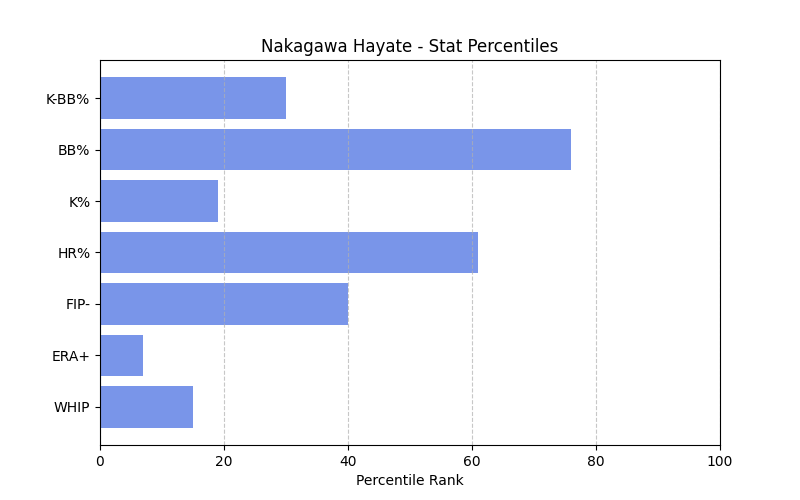 Nakagawa Hayate - Stat Percentiles
K-BB%
BB%
K%
HR%
FIP-
ERA+
WHIP
0 20 40 60 80 100
Percentile Rank